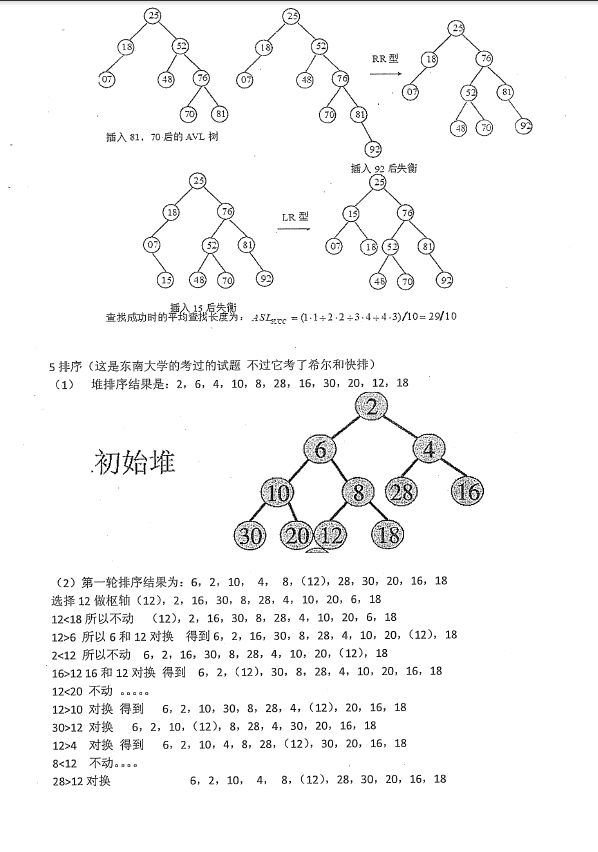 25 25 25
18 52 18 52 RR 型 18 76
07 48 76 07 48 76 07 52 81
70 81 70 81 48 70 92
插入 81，70 后的 AVL 树 92
插入 92 后失衡
25 25
18 76 LR 型 15 76
07 52 81 07 18 52 81
15 48 70 92 48 70 92
插入 15 后失衡
查找成功时的平均查找长度为： ASLsucc =(1·1+2·2+3·4+4·3)/10=29/10
5 排序（这是东南大学的考过的试题 不过它考了希尔和快排）
（1） 堆排序结果是：2，6，4，10，8，28，16，30，20，12，18
2
6 4
初始堆
10 8 28 16
30 20 12 18
（2）第一轮排序结果为：6，2，10， 4， 8，（12），28，30，20，16，18
选择 12 做枢轴（12），2，16，30，8，28，4，10，20，6，18
12<18 所以不动 （12），2，16，30，8，28，4，10，20，6，18
12>6 所以 6 和 12 对换 得到 6，2，16，30，8，28，4，10，20，（12），18
2<12 所以不动 6，2，16，30，8，28，4，10，20，（12），18
16>12 16 和 12 对换 得到 6，2，（12），30，8，28，4，10，20，16，18
12<20 不动 。。。。。
12>10 对换 得到 6，2，10，30，8，28，4，（12），20，16，18
30>12 对换 6，2，10，（12），8，28，4，30，20，16，18
12>4 对换 得到 6，2，10，4，8，28，（12），30，20，16，18
8<12 不动。。。。
28>12 对换 6，2，10， 4， 8，（12），28，30，20，16，18